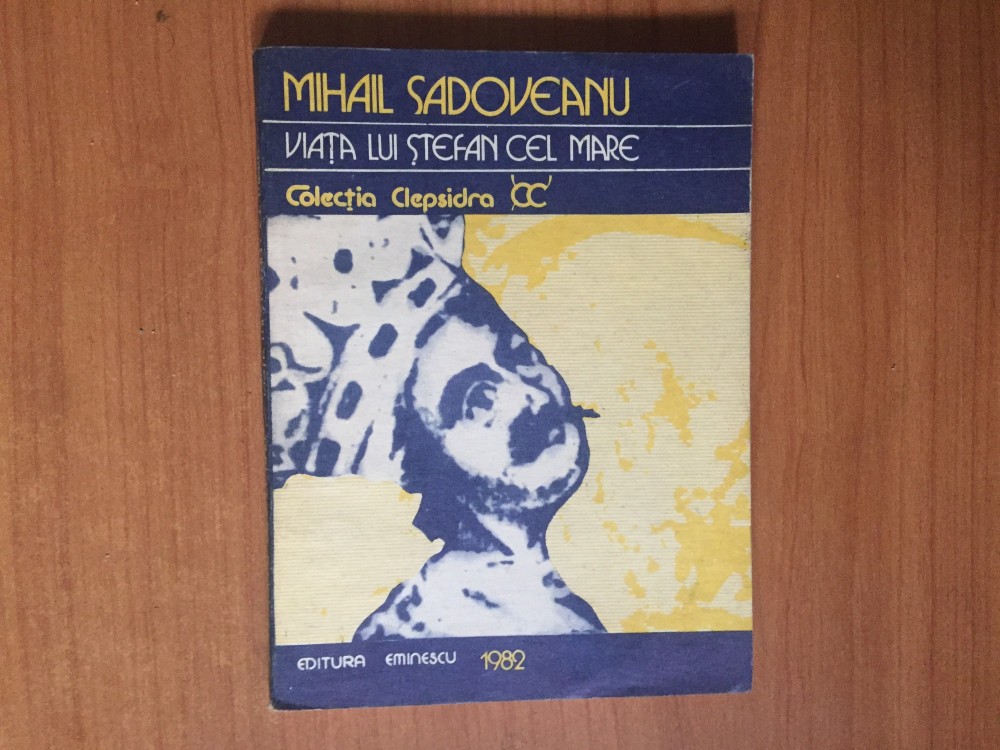 MIHAIL SADOVEANU
VIAȚA LUI ȘTEFAN CEL MARE
Colecția Clepsidra CC
EDITURA EMINESCU 1982